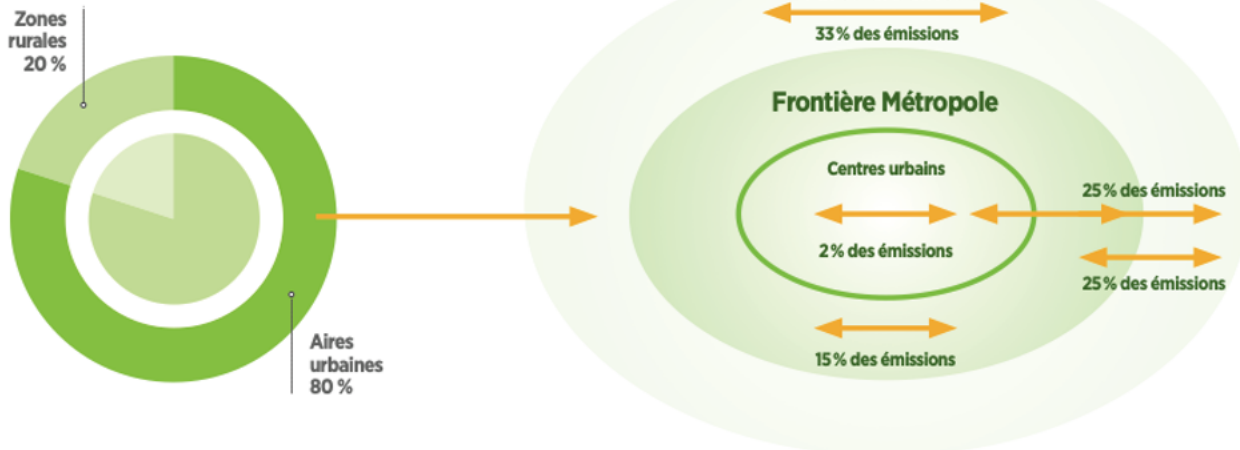 Zones
rurales
20 %
Aires
urbaines
80 %
33 % des émissions
Frontière Métropole
Centres urbains
2 % des émissions
25 % des émissions
25 % des émissions
15 % des émissions